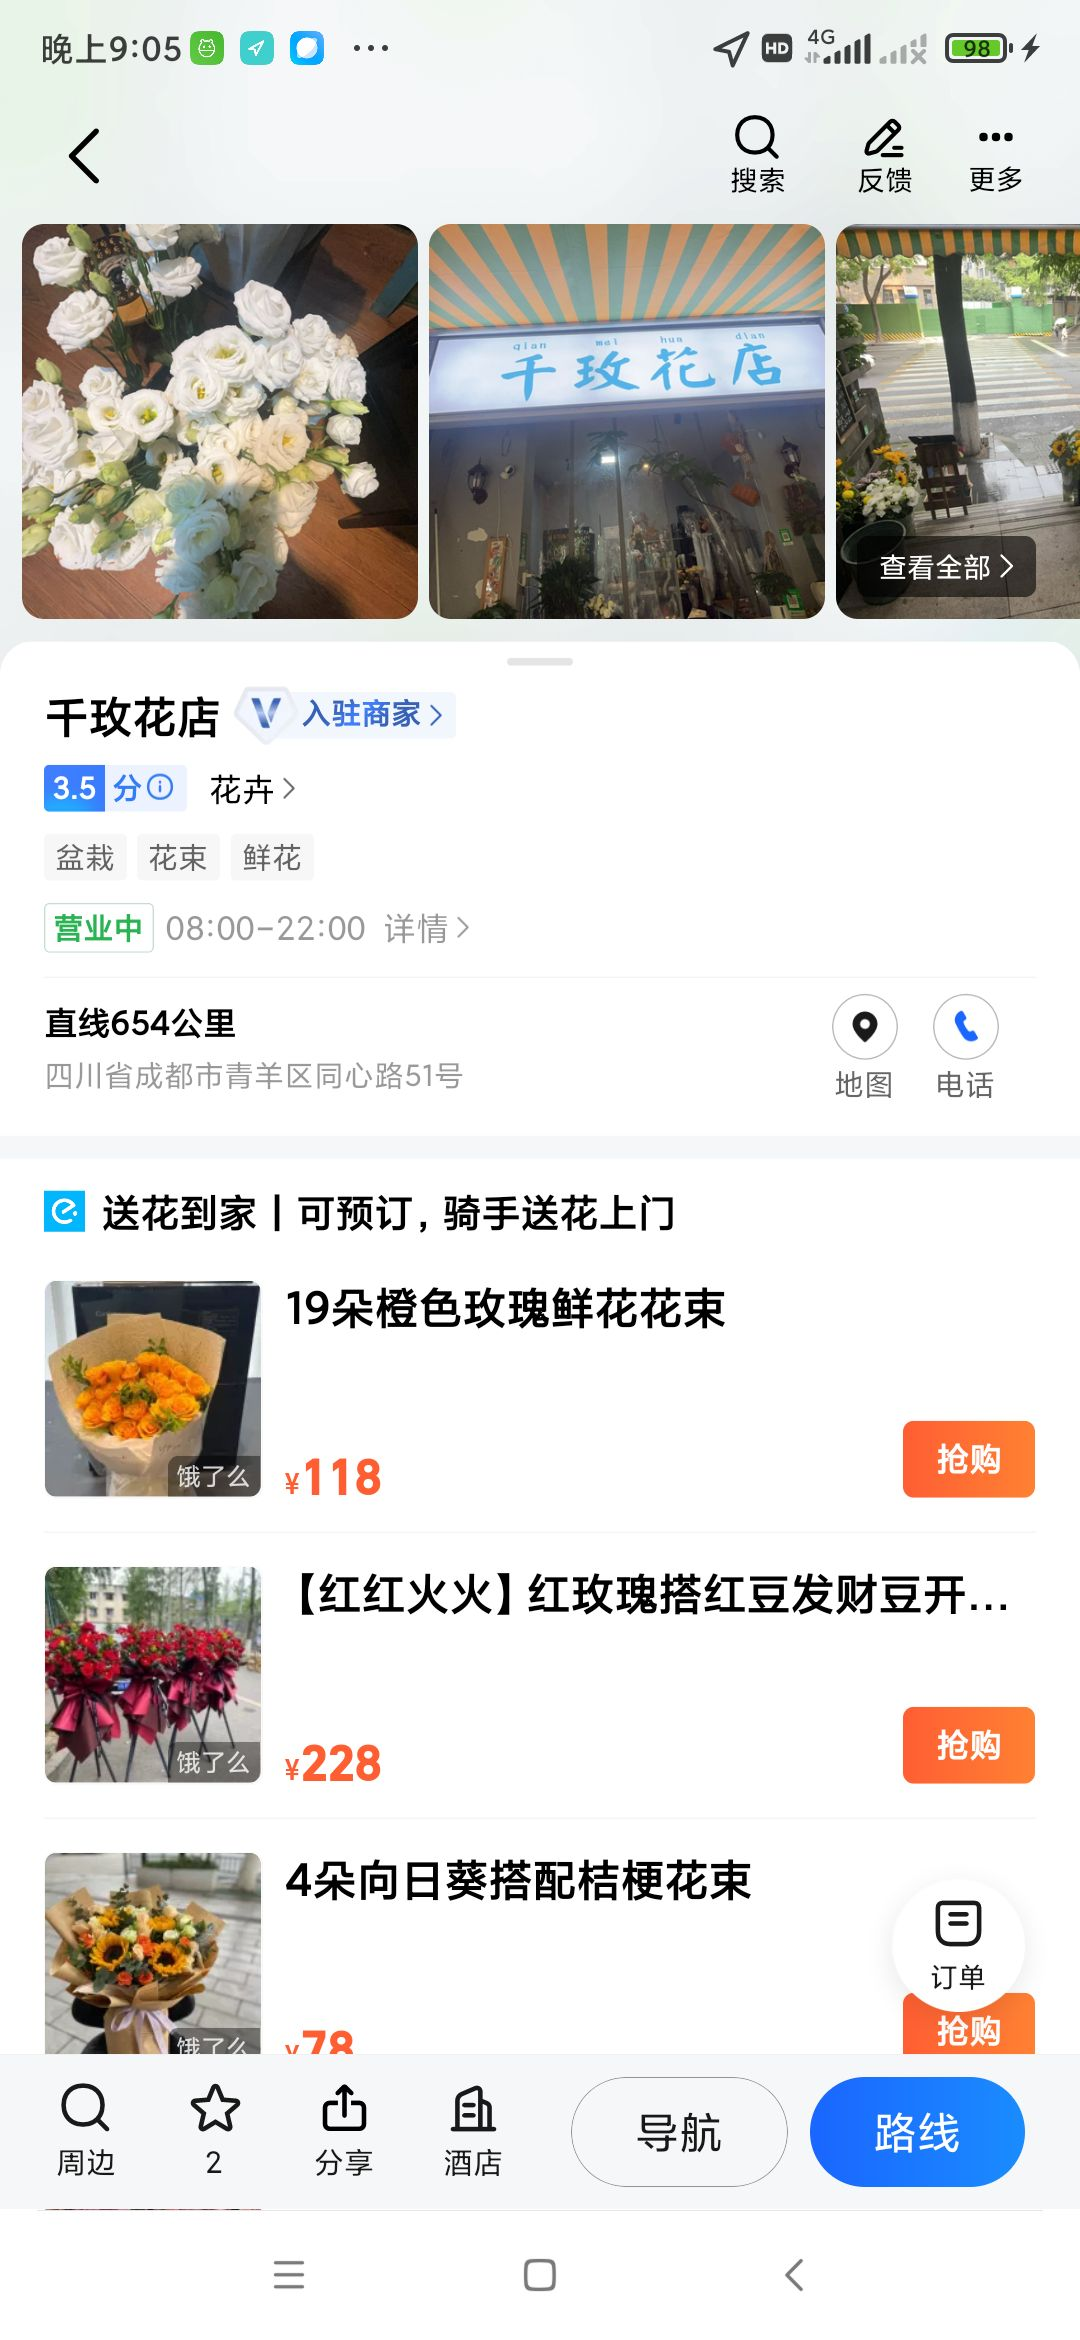 晚上9:05
HD
4G
98
搜索
反馈
更多
qian mei hua dian
千玫花店
查看全部
千玫花店
V 入驻商家
3.5 分
花卉
盆栽 花束 鲜花
营业中 08:00-22:00 详情
直线654公里
四川省成都市青羊区同心路51号
地图
电话
送花到家 | 可预订，骑手送花上门
19朵橙色玫瑰鲜花花束
饿了么
¥118
抢购
【红红火火】红玫瑰搭红豆发财豆开...
饿了么
¥228
抢购
4朵向日葵搭配桔梗花束
饿了么
¥78
订单
抢购
周边
2
分享
酒店
导航
路线